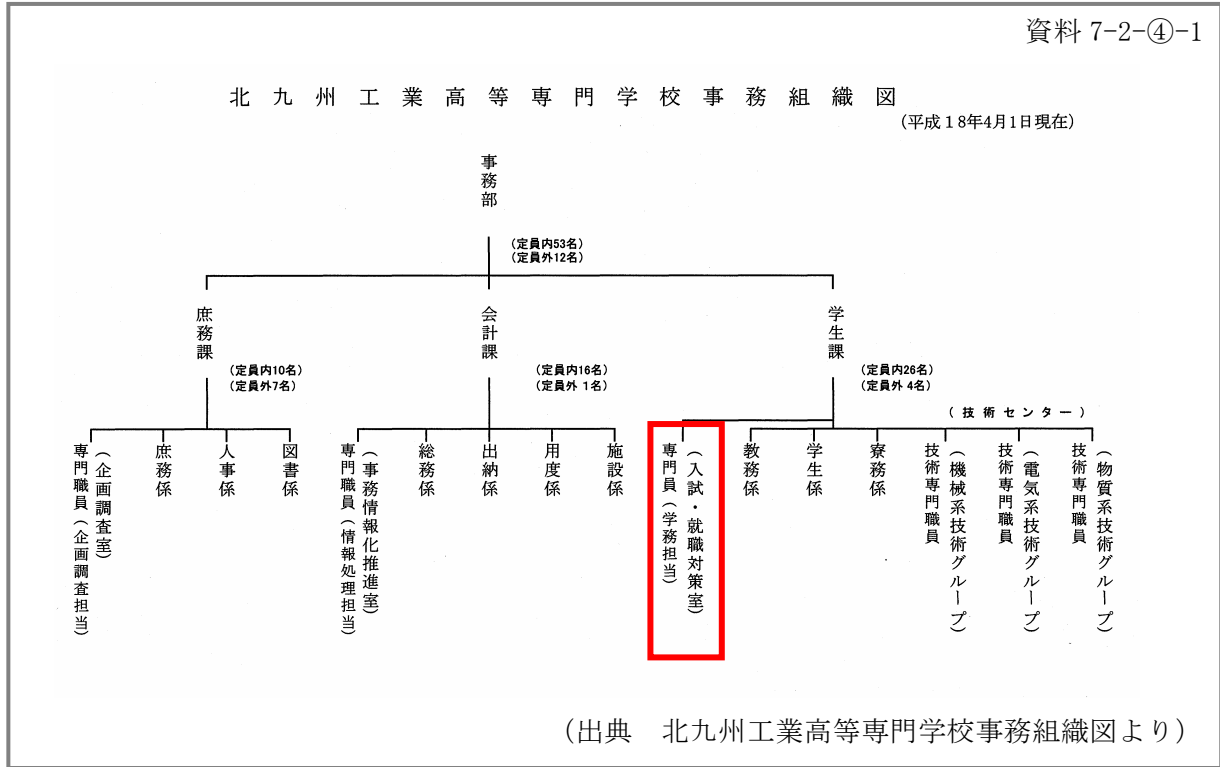 資料 7-2-④-1
北九州工業高等専門学校事務組織図
(平成18年4月1日現在)
事務部
(定員内53名)
(定員外12名)
庶務課
(定員内10名)
(定員外7名)
会計課
(定員内16名)
(定員外 1名)
学生課
(定員内26名)
(定員外 4名)
(技術センター)
(企画調査室)
専門職員(企画調査担当)
庶務係
人事係
図書係
(事務情報化推進室)
専門職員(情報処理担当)
総務係
出納係
用度係
施設係
(入試・就職対策室)
専門員(学務担当)
教務係
学生係
寮務係
(機械系技術グループ)
技術専門職員
(電気系技術グループ)
技術専門職員
(物質系技術グループ)
技術専門職員
(出典 北九州工業高等専門学校事務組織図より)